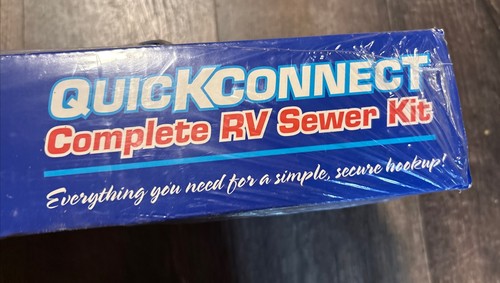 QUICKCONNECT
Complete RV Sewer Kit
Everything you need for a simple, secure hookup!